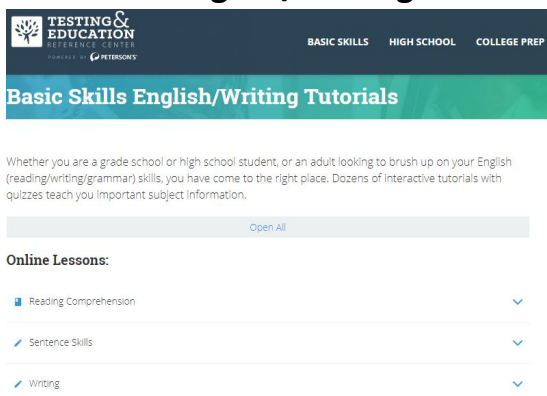 TESTING &
EDUCATION
REFERENCE CENTER
POWERED BY PETERSON'S
BASIC SKILLS HIGH SCHOOL COLLEGE PREP
Basic Skills English/Writing Tutorials
Whether you are a grade school or high school student, or an adult looking to brush up on your English
(reading/writing/grammar) skills, you have come to the right place. Dozens of interactive tutorials with
quizzes teach you important subject information.
Open All
Online Lessons:
Reading Comprehension
Sentence Skills
Writing